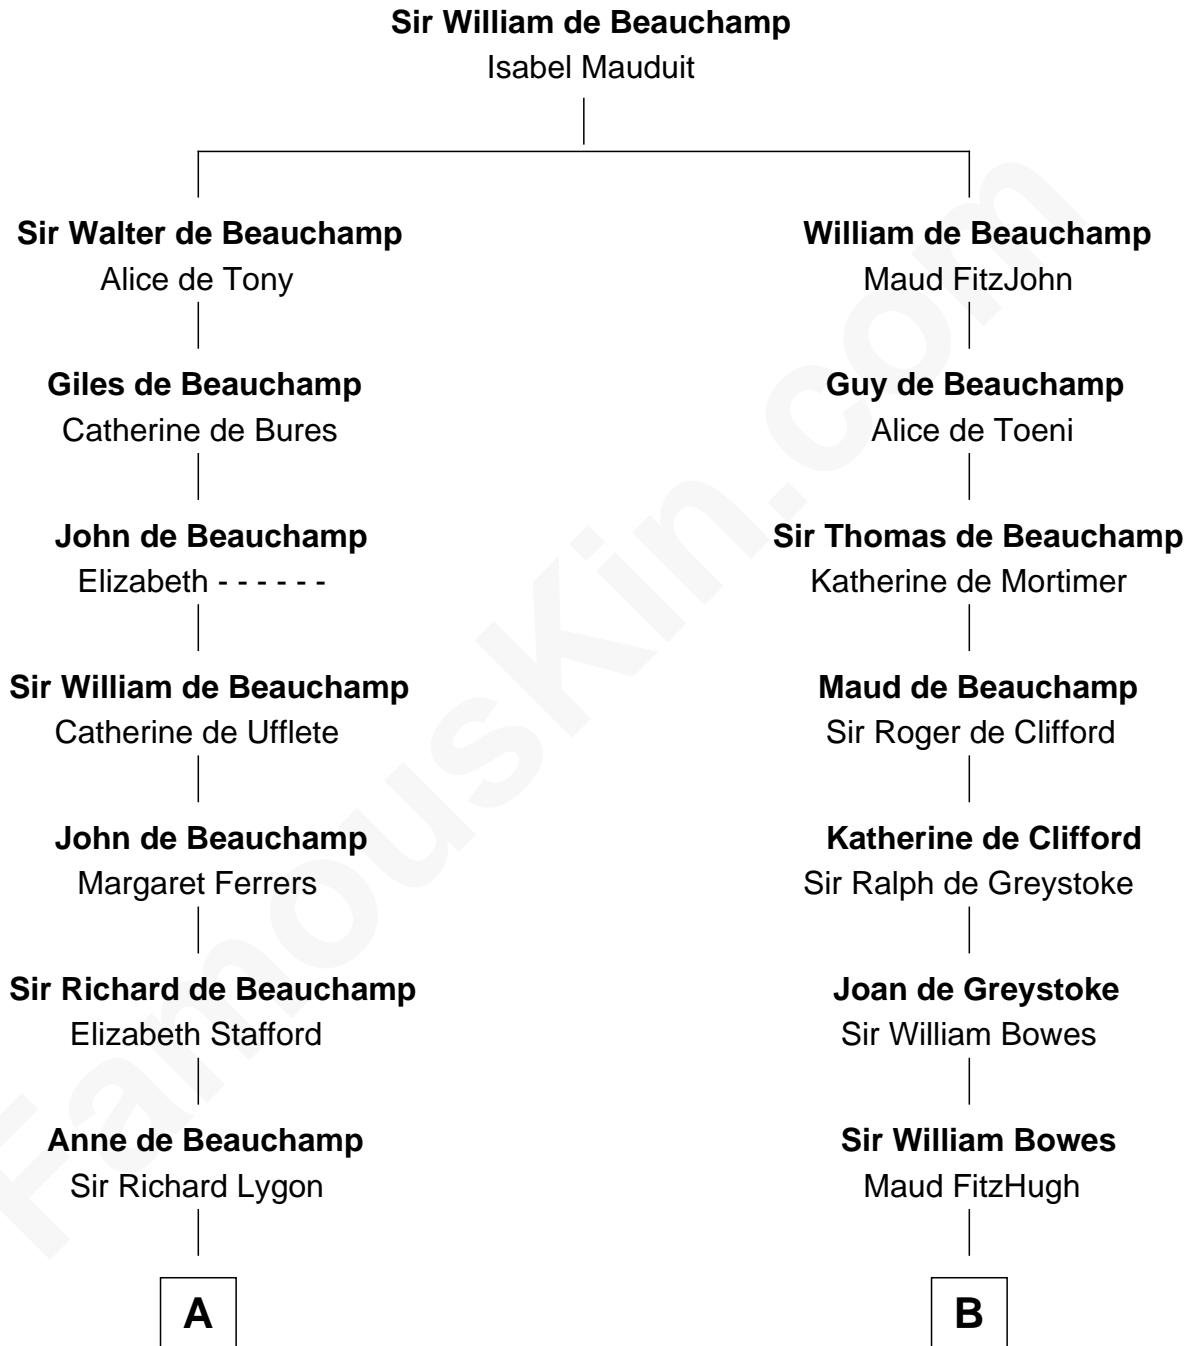 Sir William de Beauchamp
Isabel Mauduit
Sir Walter de Beauchamp
Alice de Tony
William de Beauchamp
Maud FitzJohn
Giles de Beauchamp
Catherine de Bures
Guy de Beauchamp
Alice de Toeni
John de Beauchamp
Elizabeth - - - - - -
Sir Thomas de Beauchamp
Katherine de Mortimer
Sir William de Beauchamp
Catherine de Ufflete
Maud de Beauchamp
Sir Roger de Clifford
John de Beauchamp
Margaret Ferrers
Katherine de Clifford
Sir Ralph de Greystoke
Sir Richard de Beauchamp
Elizabeth Stafford
Joan de Greystoke
Sir William Bowes
Anne de Beauchamp
Sir Richard Lygon
Sir William Bowes
Maud FitzHugh
A
B
FamousKin.com